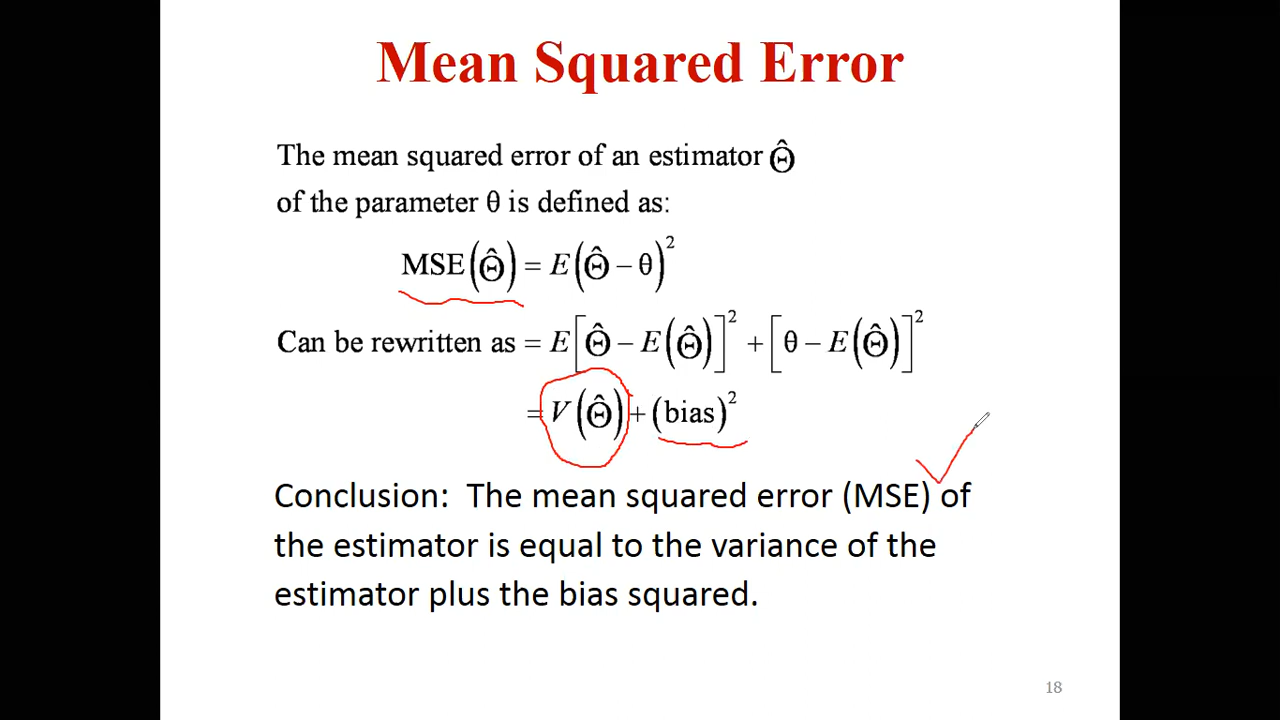 Mean Squared Error
The mean squared error of an estimator Θ̂
of the parameter θ is defined as:
MSE(Θ̂) = E(Θ̂ − θ)²
Can be rewritten as = E[Θ̂ − E(Θ̂)]² + [θ − E(Θ̂)]²
= V(Θ̂) + (bias)²
Conclusion: The mean squared error (MSE) of
the estimator is equal to the variance of the
estimator plus the bias squared.
18